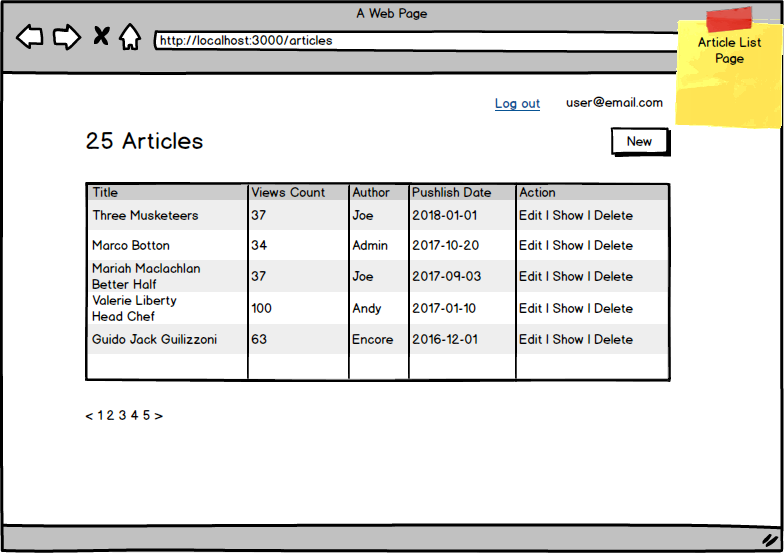 A Web Page
http://localhost:3000/articles
Article List
Page
Log out user@email.com
25 Articles
New
Title Views Count Author Pushlish Date Action
Three Musketeers 37 Joe 2018-01-01 Edit | Show | Delete
Marco Botton 34 Admin 2017-10-20 Edit | Show | Delete
Mariah Maclachlan
Better Half 37 Joe 2017-09-03 Edit | Show | Delete
Valerie Liberty
Head Chef 100 Andy 2017-01-10 Edit | Show | Delete
Guido Jack Guilizzoni 63 Encore 2016-12-01 Edit | Show | Delete
< 1 2 3 4 5 >